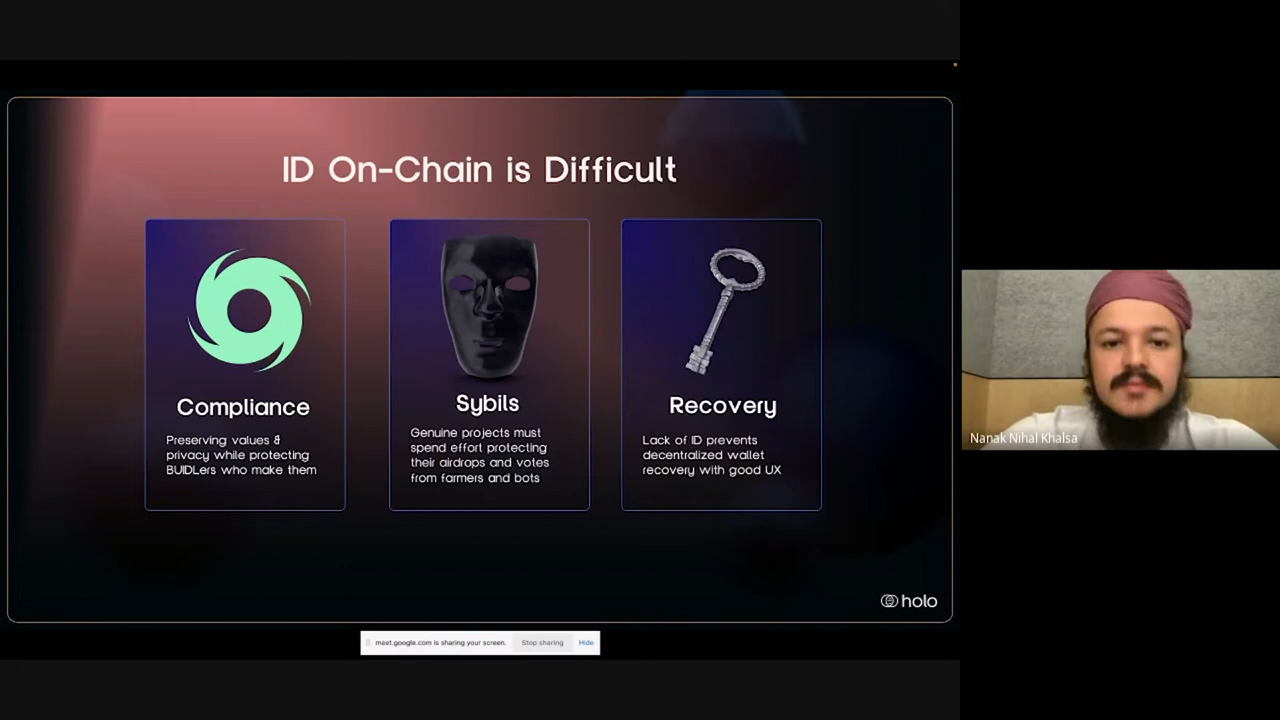 ID On-Chain is Difficult
Compliance
Preserving values &
privacy while protecting
BUIDLers who make them
Sybils
Genuine projects must
spend effort protecting
their airdrops and votes
from farmers and bots
Recovery
Lack of ID prevents
decentralized wallet
recovery with good UX
holo
meet.google.com is sharing your screen.
Stop sharing
Hide
Nanak Nihal Khalsa